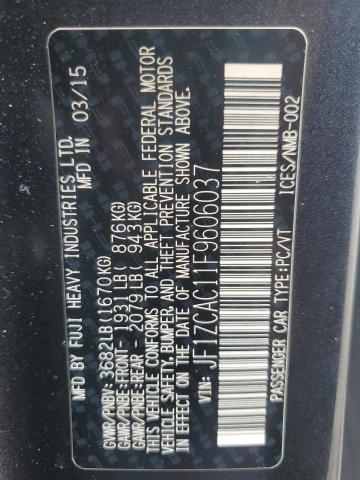 MFD BY FUJI HEAVY INDUSTRIES LTD.
MFD IN 03/15
GWWR/PNBV: 3682LB(1670KG)
GAWR/PNBE-FRONT- 1931LB( 876KG)
GAWR/PNBE-REAR - 2079LB( 943KG)
THIS VEHICLE CONFORMS TO ALL APPLICABLE FEDERAL MOTOR
VEHICLE SAFETY,BUMPER,AND THEFT PREVENTION STANDARDS
IN EFFECT ON THE DATE OF MANUFACTURE SHOWN ABOVE.
VIN: JF1ZCAC11F9606037
PASSENGER CAR TYPE:PC/VT
ICES/NMB-002